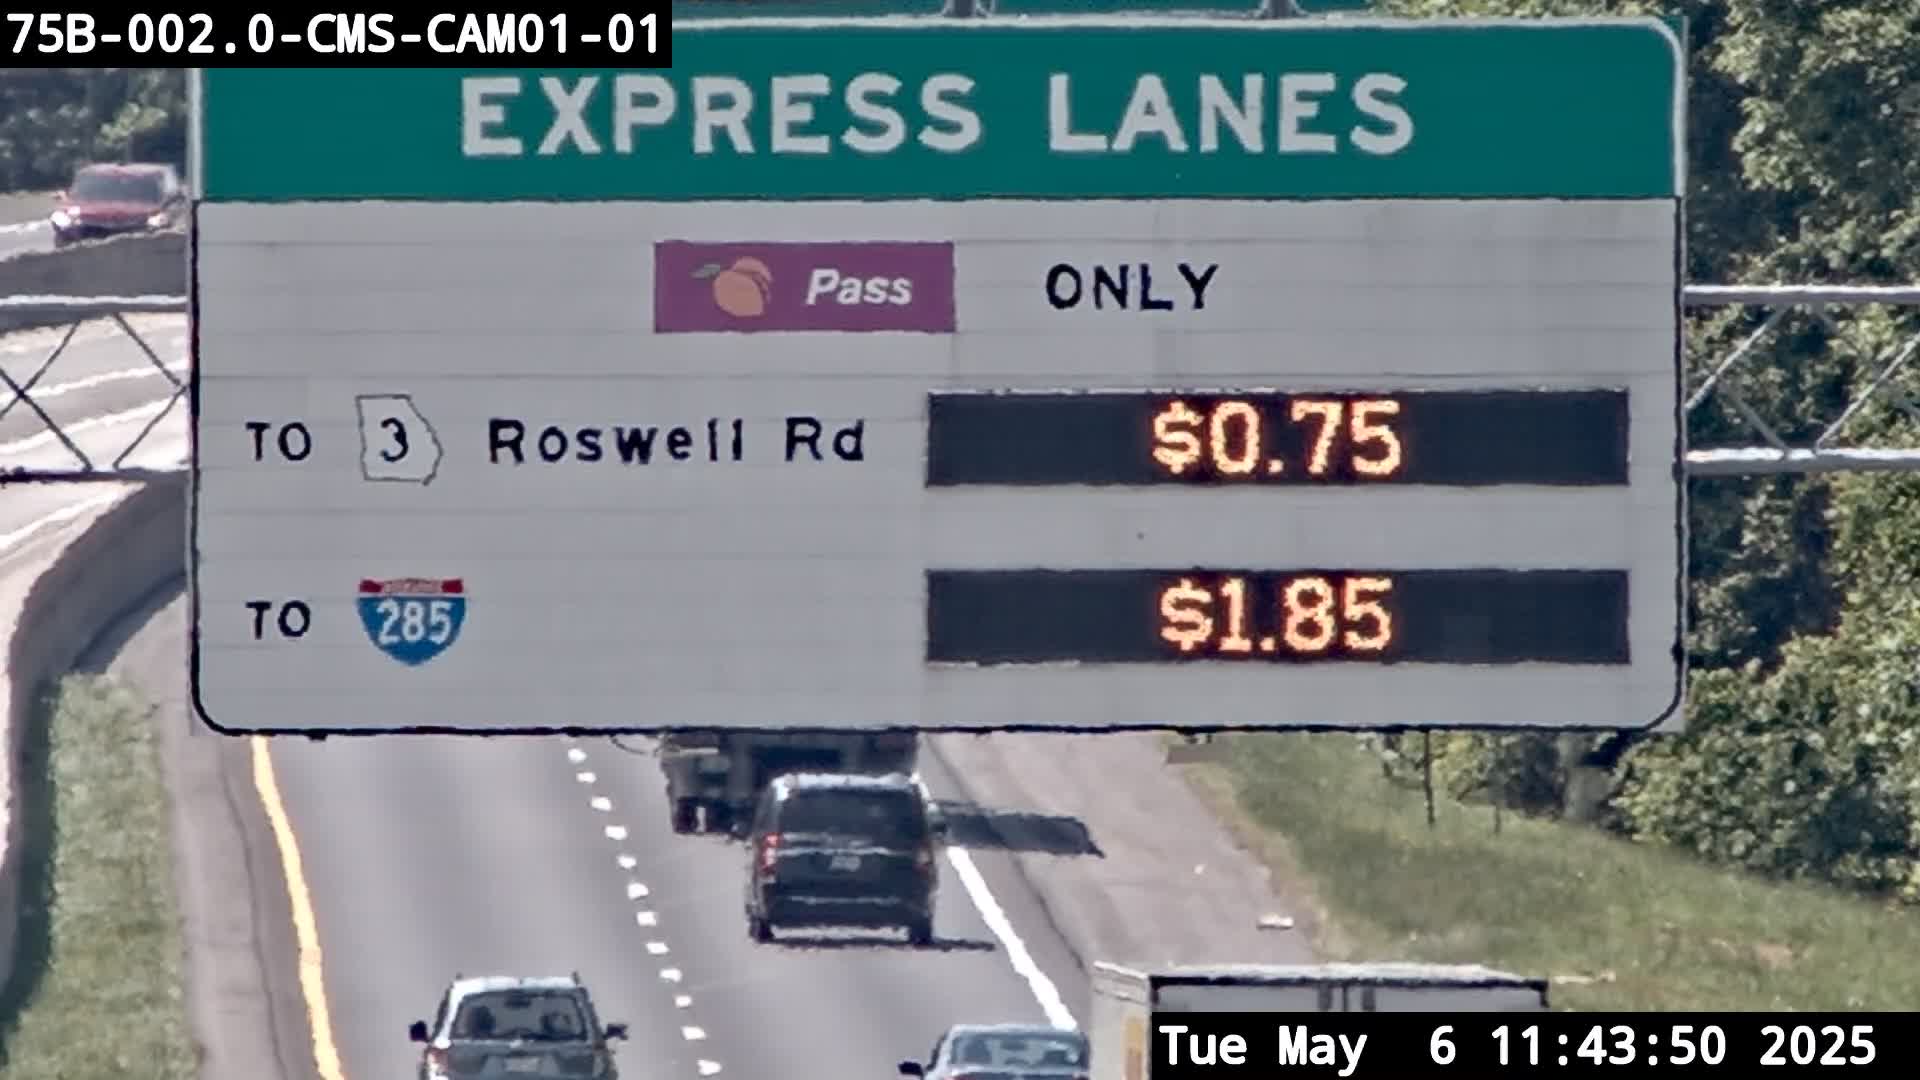 75B-002.0-CMS-CAM01-01
EXPRESS LANES
Pass ONLY
TO 3 Roswell Rd $0.75
TO 285 $1.85
Tue May 6 11:43:50 2025